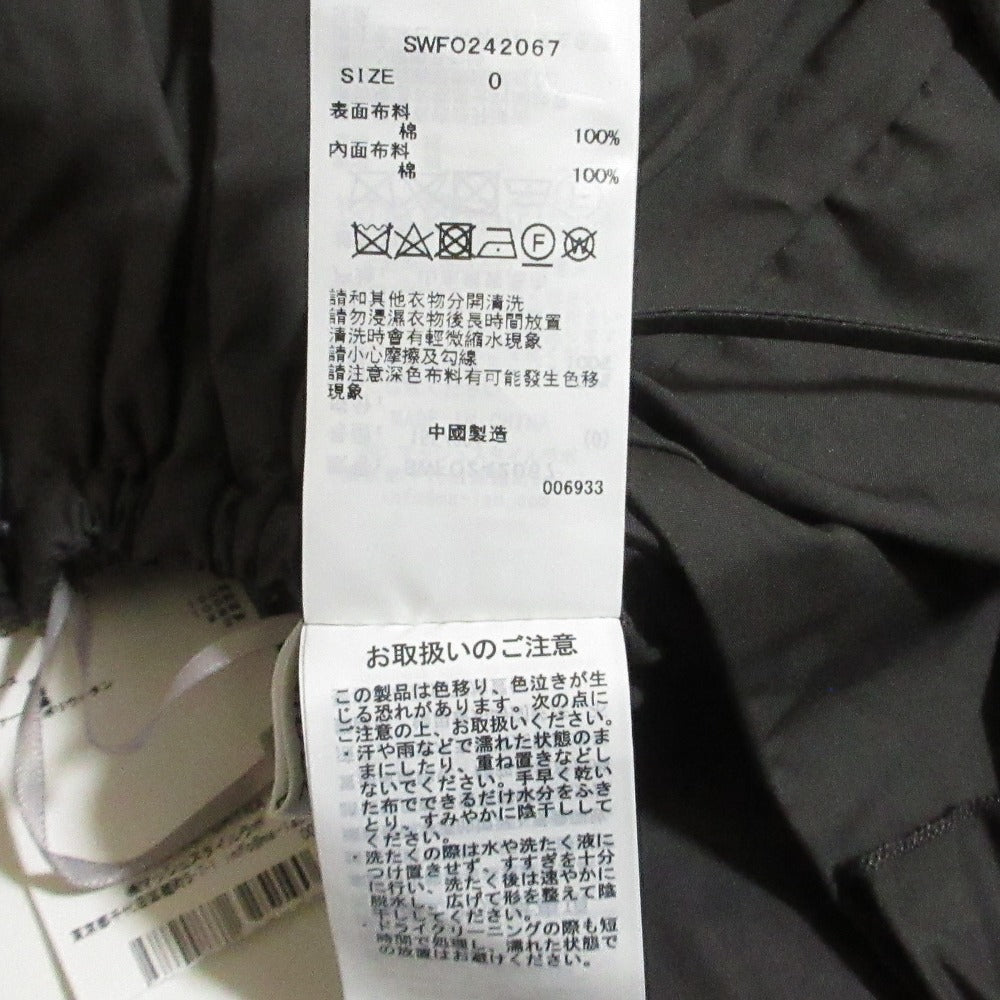 SWFO242067
SIZE 0
表面布料
棉 100%
內面布料
棉 100%
F
W
請和其他衣物分開清洗
請勿浸濕衣物後長時間放置
清洗時會有輕微縮水現象
請小心摩擦及勾線
請注意深色布料有可能發生色移
現象
中國製造
006933
お取扱いのご注意
この製品は色移り、色泣きが生
じる恐れがあります。次の点に
ご注意の上、お取扱いください。
・汗や雨などで濡れた状態のま
まにしたり、重ね置きなどし
ないでください。手早く乾い
た布でできるだけ水分をふき
とり、すみやかに陰干しして
ください。
・洗たくの際は水や洗たく液に
つけ置きせず、すすぎを十分
に行い、洗たく後は速やかに
脱水し、広げて形を整えて陰
干ししてください。
・ドライクリーニングの際も短
時間で処理し、濡れた状態で
の放置はお避けください。